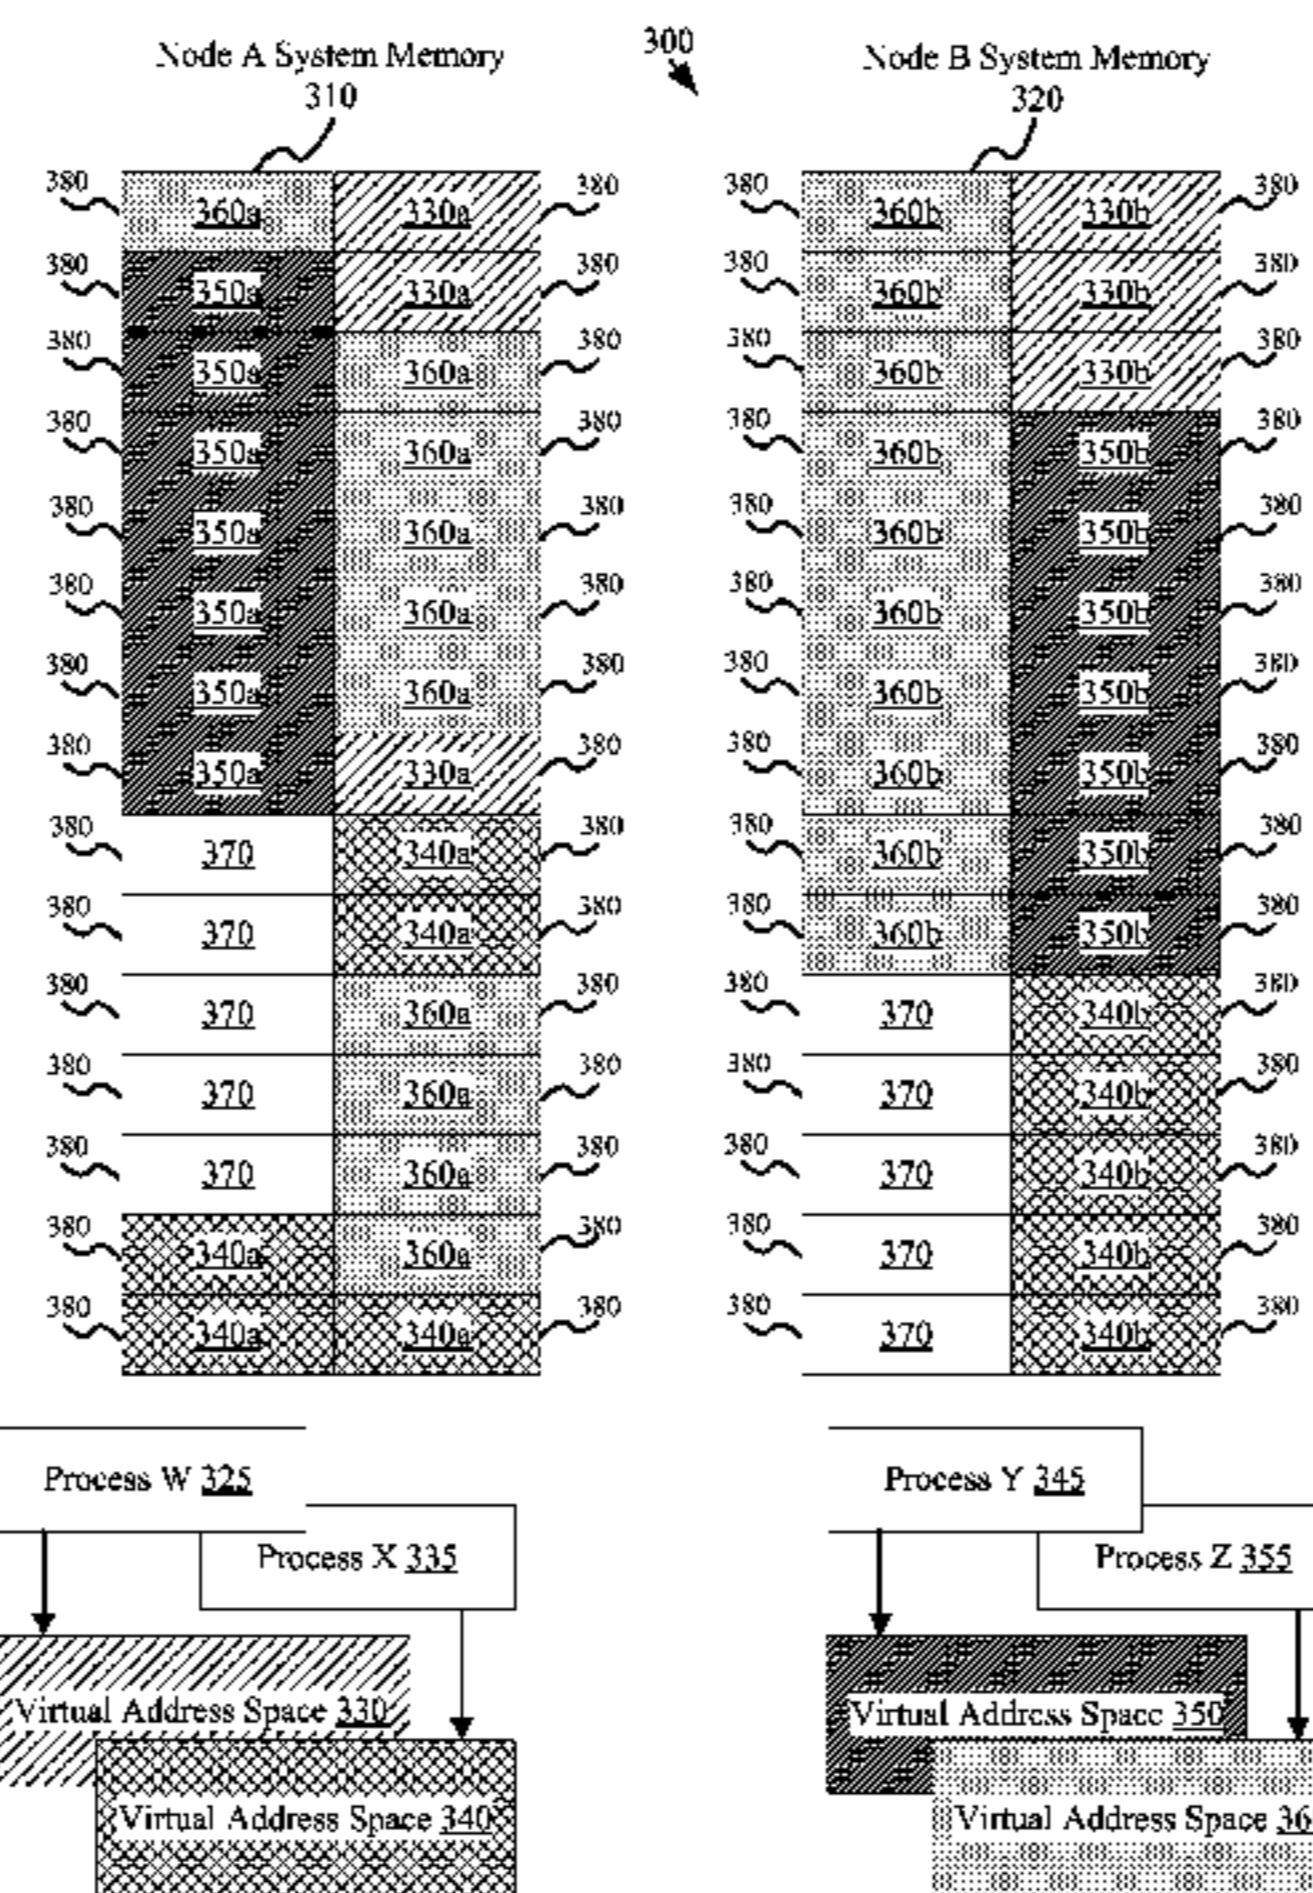 Node A System Memory 300 Node B System Memory
310 320
380 360a 330a 380 380 360b 330b 380
380 350a 330a 380 380 360b 330b 380
380 350a 360a 380 380 360b 330b 380
380 350a 360a 380 380 360b 350b 380
380 350a 360a 380 380 360b 350b 380
380 350a 360a 380 380 360b 350b 380
380 350a 360a 380 380 360b 350b 380
380 350a 330a 380 380 360b 350b 380
380 370 340a 380 380 360b 350b 380
380 370 340a 380 380 360b 350b 380
380 370 360a 380 380 370 340b 380
380 370 360a 380 380 370 340b 380
380 370 360a 380 380 370 340b 380
380 340a 360a 380 380 370 340b 380
380 340a 340a 380 380 370 340b 380
Process W 325 Process Y 345
Process X 335 Process Z 355
Virtual Address Space 330 Virtual Address Space 350
Virtual Address Space 340 Virtual Address Space 36